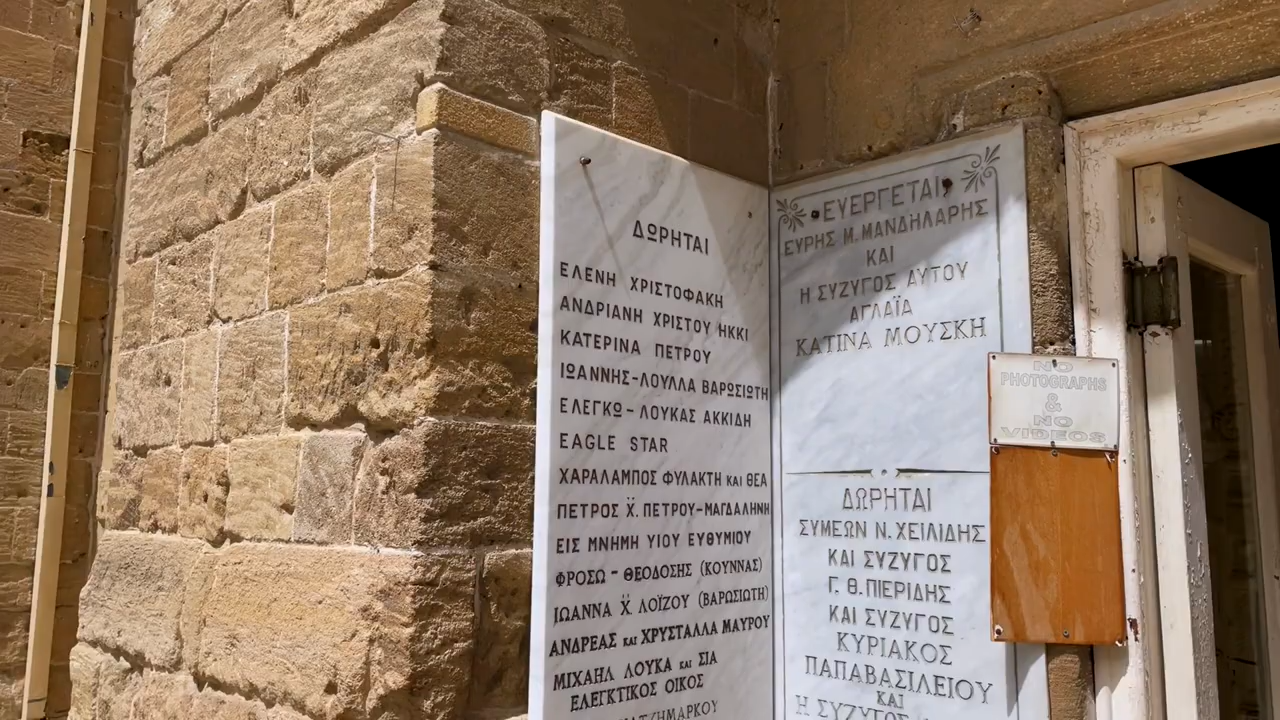 ΔΩΡΗΤΑΙ
ΕΛΕΝΗ ΧΡΙΣΤΟΦΑΚΗ
ΑΝΔΡΙΑΝΗ ΧΡΙΣΤΟΥ ΗΚΚΙ
ΚΑΤΕΡΙΝΑ ΠΕΤΡΟΥ
ΙΩΑΝΝΗΣ-ΛΟΥΛΛΑ ΒΑΡΩΣΙΩΤΗ
ΕΛΕΓΚΩ-ΛΟΥΚΑΣ ΑΚΚΙΔΗ
EAGLE STAR
ΧΑΡΑΛΑΜΠΟΣ ΦΥΛΑΚΤΗ και ΘΕΑ
ΠΕΤΡΟΣ Χ̈. ΠΕΤΡΟΥ-ΜΑΓΔΑΛΗΝΗ
ΕΙΣ ΜΝΗΜΗ ΥΙΟΥ ΕΥΘΥΜΙΟΥ
ΦΡΟΣΩ - ΘΕΟΔΟΣΗΣ (ΚΟΥΝΝΑΣ)
ΙΩΑΝΝΑ Χ̈ ΛΟΪΖΟΥ (ΒΑΡΩΣΙΩΤΗ)
ΑΝΔΡΕΑΣ και ΧΡΥΣΤΑΛΛΑ ΜΑΥΡΟΥ
ΜΙΧΑΗΛ ΛΟΥΚΑ και ΣΙΑ
ΕΛΕΓΚΤΙΚΟΣ ΟΙΚΟΣ
ΕΥΕΡΓΕΤΑΙ
ΕΥΡΗΣ Μ. ΜΑΝΔΗΛΑΡΗΣ
ΚΑΙ
Η ΣΥΖΥΓΟΣ ΑΥΤΟΥ
ΑΓΛΑΪΑ
ΚΑΤΙΝΑ ΜΟΥΣΚΗ
ΔΩΡΗΤΑΙ
ΣΥΜΕΩΝ Ν. ΧΕΙΛΙΔΗΣ
ΚΑΙ ΣΥΖΥΓΟΣ
Γ. Θ. ΠΙΕΡΙΔΗΣ
ΚΑΙ ΣΥΖΥΓΟΣ
ΚΥΡΙΑΚΟΣ
ΠΑΠΑΒΑΣΙΛΕΙΟΥ
ΚΑΙ
Η ΣΥΖΥΓΟΣ
NO
PHOTOGRAPHS
&
NO
VIDEOS